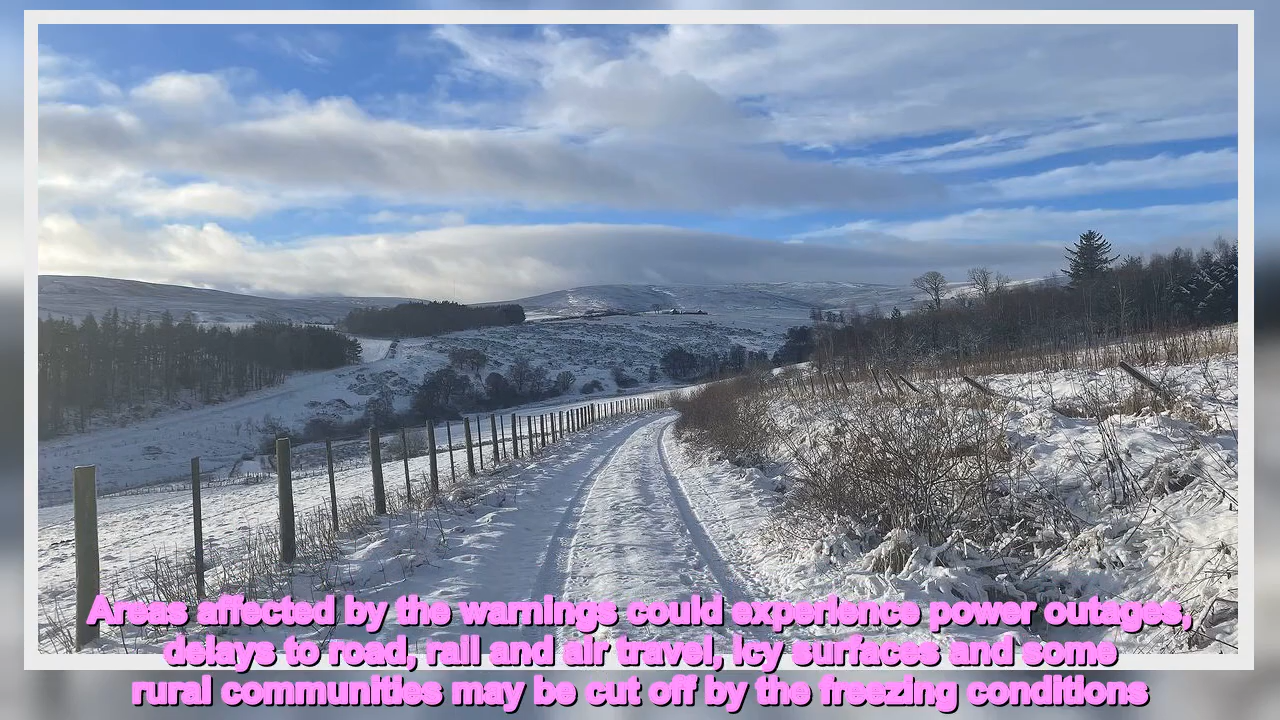 Areas affected by the warnings could experience power outages,
delays to road, rail and air travel, icy surfaces and some
rural communities may be cut off by the freezing conditions